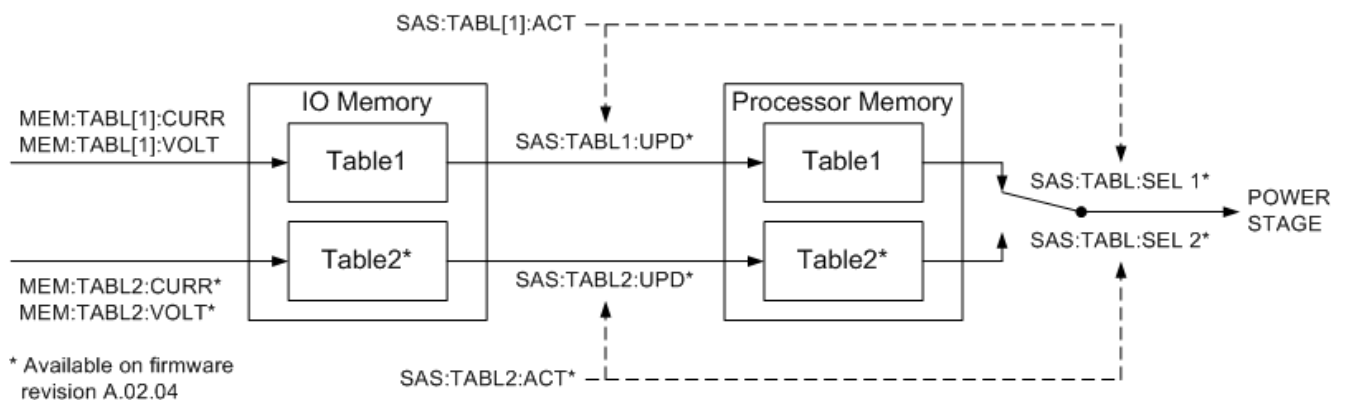 SAS:TABL[1]:ACT
IO Memory
Processor Memory
MEM:TABL[1]:CURR
MEM:TABL[1]:VOLT
Table1
SAS:TABL1:UPD*
Table1
SAS:TABL:SEL 1*
POWER
STAGE
SAS:TABL:SEL 2*
Table2*
SAS:TABL2:UPD*
Table2*
MEM:TABL2:CURR*
MEM:TABL2:VOLT*
* Available on firmware
revision A.02.04
SAS:TABL2:ACT*